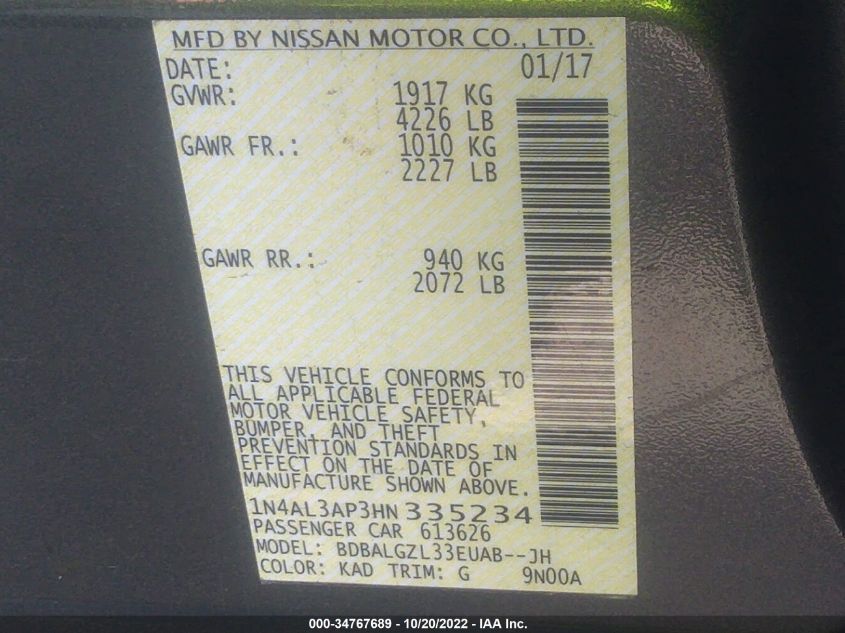 MFD BY NISSAN MOTOR CO., LTD.
DATE: 01/17
GVWR: 1917 KG
4226 LB
GAWR FR.: 1010 KG
2227 LB
GAWR RR.: 940 KG
2072 LB
THIS VEHICLE CONFORMS TO
ALL APPLICABLE FEDERAL
MOTOR VEHICLE SAFETY,
BUMPER, AND THEFT
PREVENTION STANDARDS IN
EFFECT ON THE DATE OF
MANUFACTURE SHOWN ABOVE.
1N4AL3AP3HN335234
PASSENGER CAR 613626
MODEL: BDBALGZL33EUAB--JH
COLOR: KAD TRIM: G 9N00A
000-34767689 - 10/20/2022 - IAA Inc.